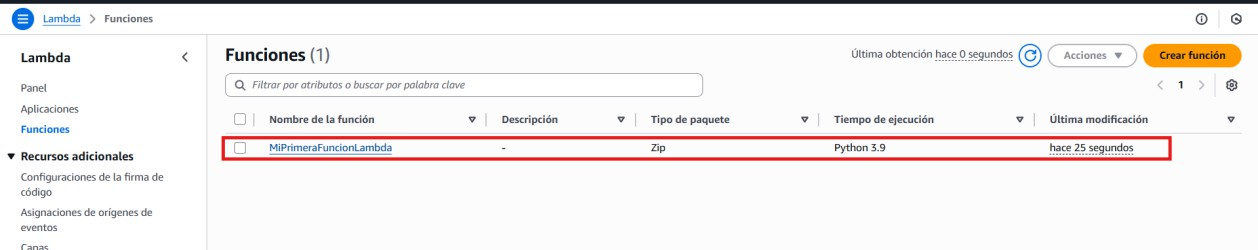 Lambda > Funciones
Lambda
Panel
Aplicaciones
Funciones
Recursos adicionales
Configuraciones de la firma de
código
Asignaciones de orígenes de
eventos
Capas
Funciones (1)
Última obtención hace 0 segundos
Acciones
Crear función
Filtrar por atributos o buscar por palabra clave
1
Nombre de la función Descripción Tipo de paquete Tiempo de ejecución Última modificación
MiPrimeraFuncionLambda - Zip Python 3.9 hace 25 segundos